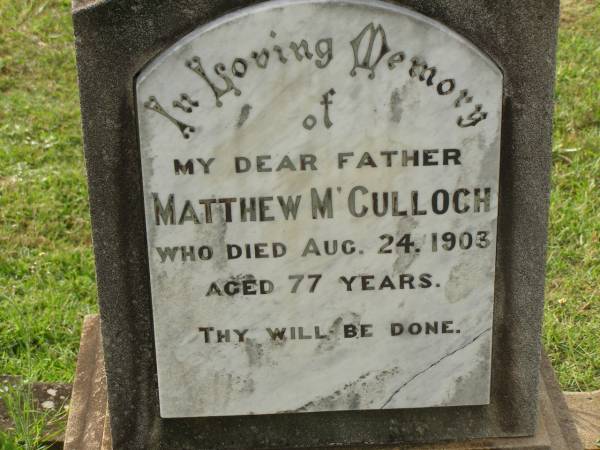 In Loving Memory
of
MY DEAR FATHER
MATTHEW M'CULLOCH
WHO DIED AUG. 24. 1903
AGED 77 YEARS.
THY WILL BE DONE.